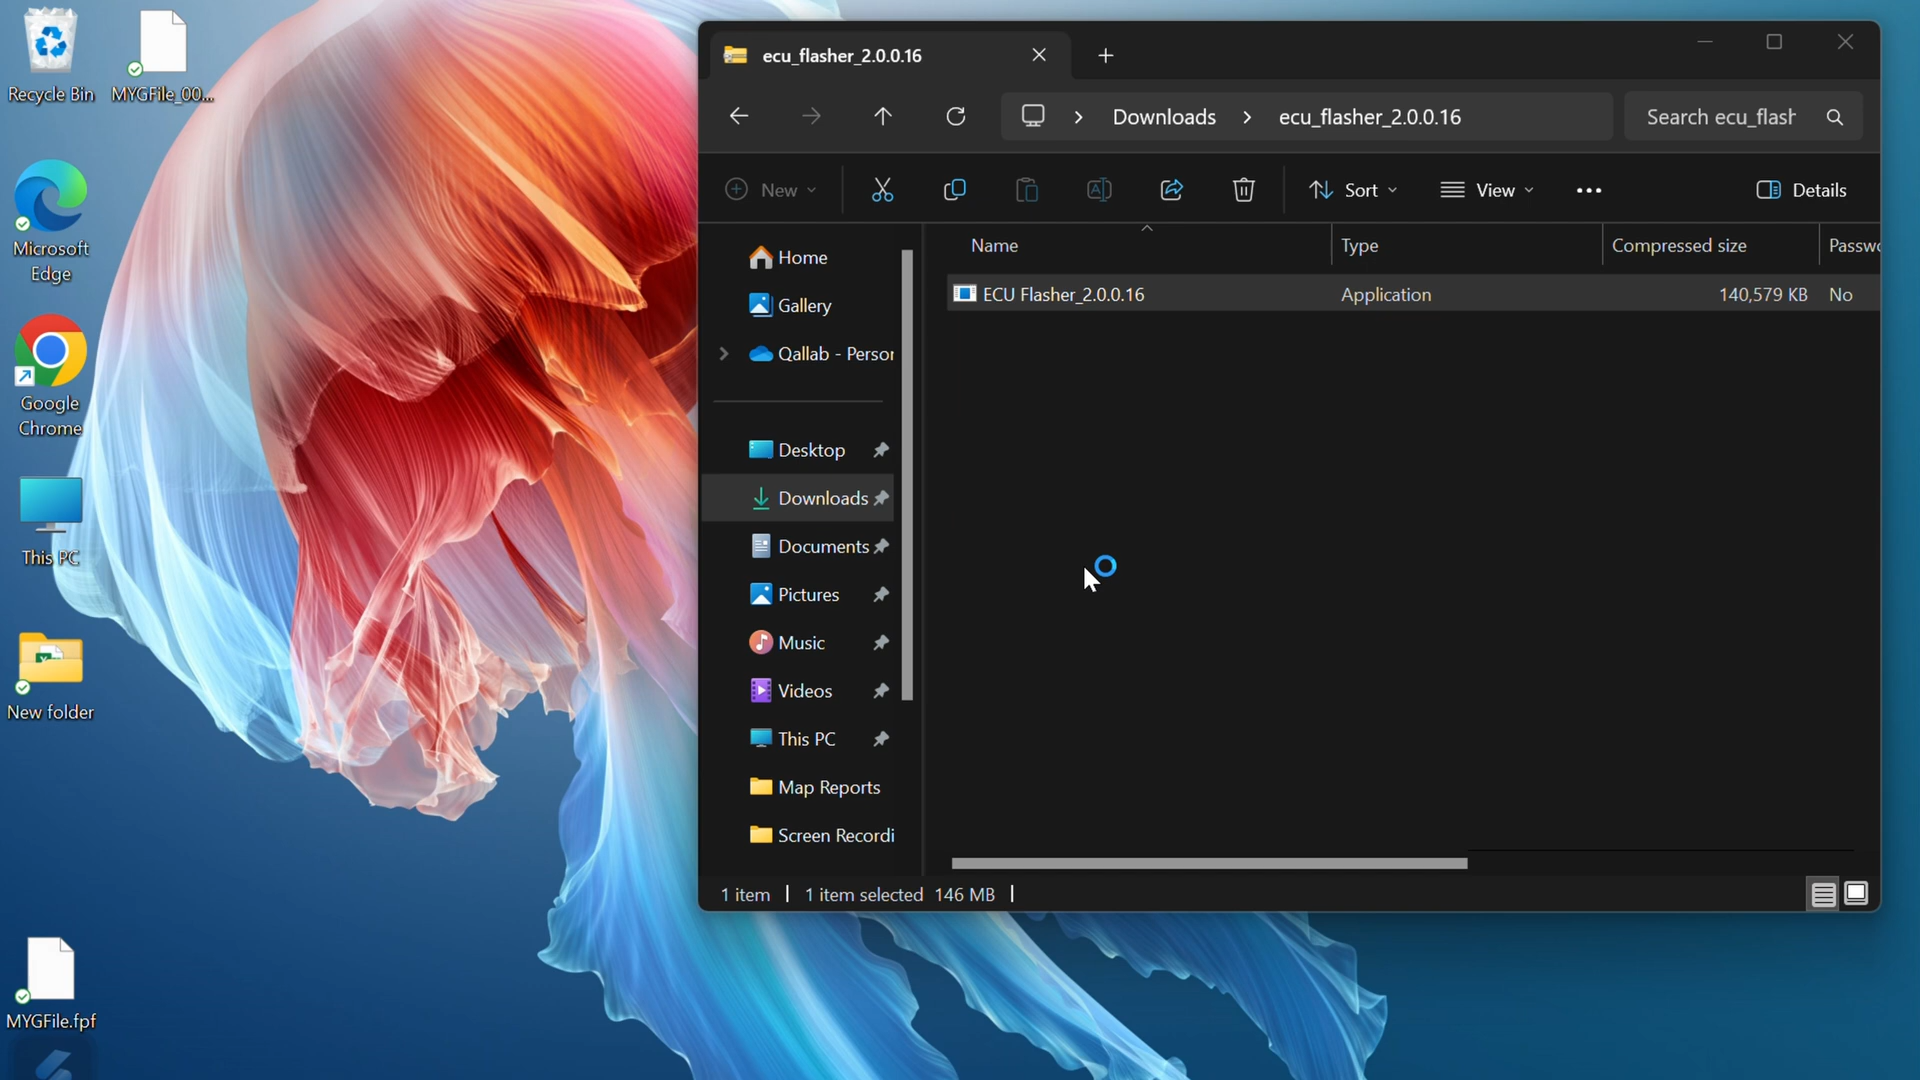 Recycle Bin
MYGFile_00...
Microsoft
Edge
Google
Chrome
This PC
New folder
MYGFile.fpf
ecu_flasher_2.0.0.16
Downloads
ecu_flasher_2.0.0.16
Search ecu_flash
New
Sort
View
Details
Name
Type
Compressed size
Passwo
ECU Flasher_2.0.0.16
Application
140,579 KB
No
Home
Gallery
Qallab - Person
Desktop
Downloads
Documents
Pictures
Music
Videos
This PC
Map Reports
Screen Recordi
1 item
1 item selected 146 MB